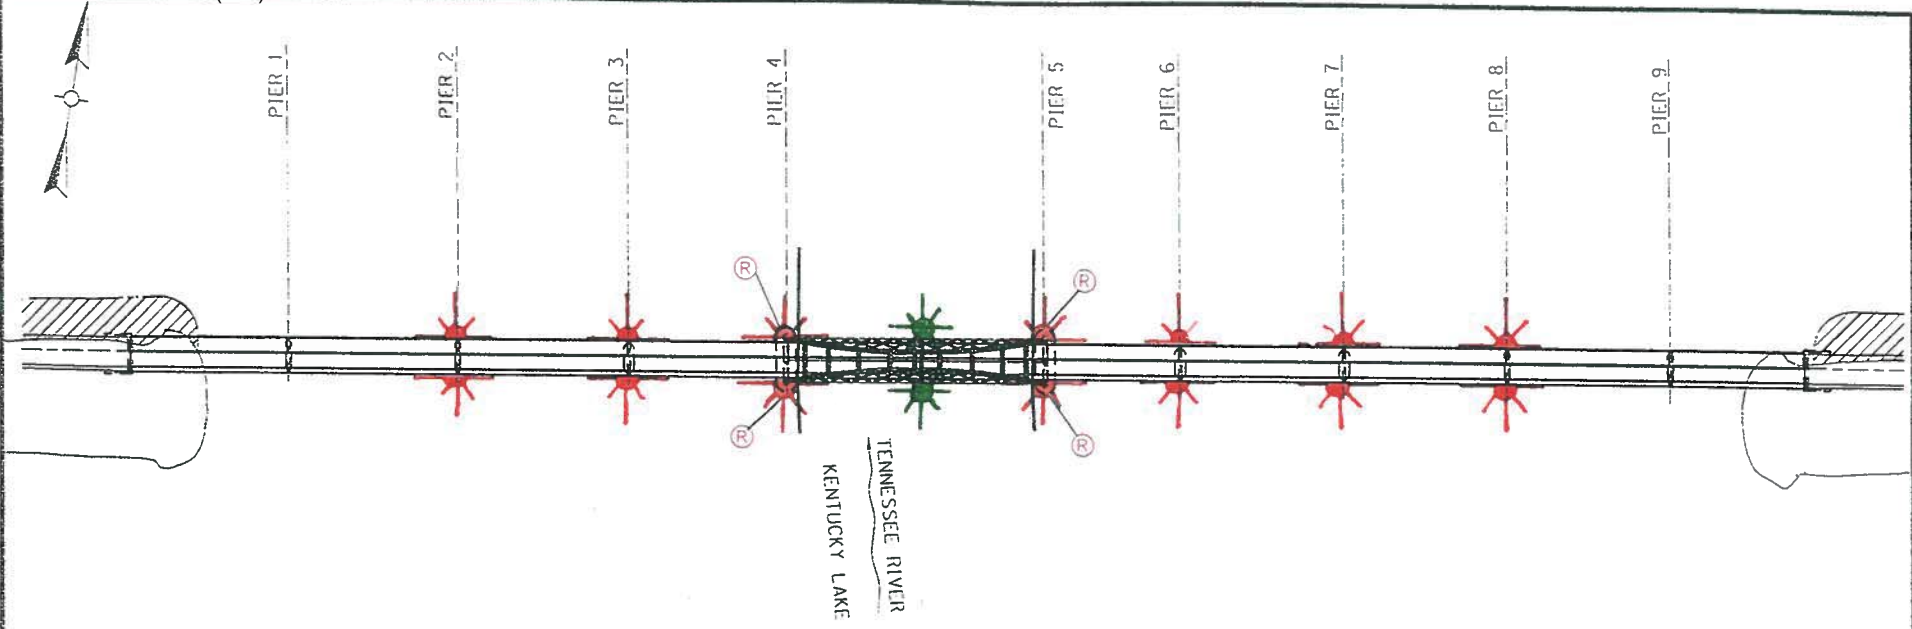 PIER 1
PIER 2
PIER 3
PIER 4
PIER 5
PIER 6
PIER 7
PIER 8
PIER 9
R
R
R
R
TENNESSEE RIVER
KENTUCKY LAKE